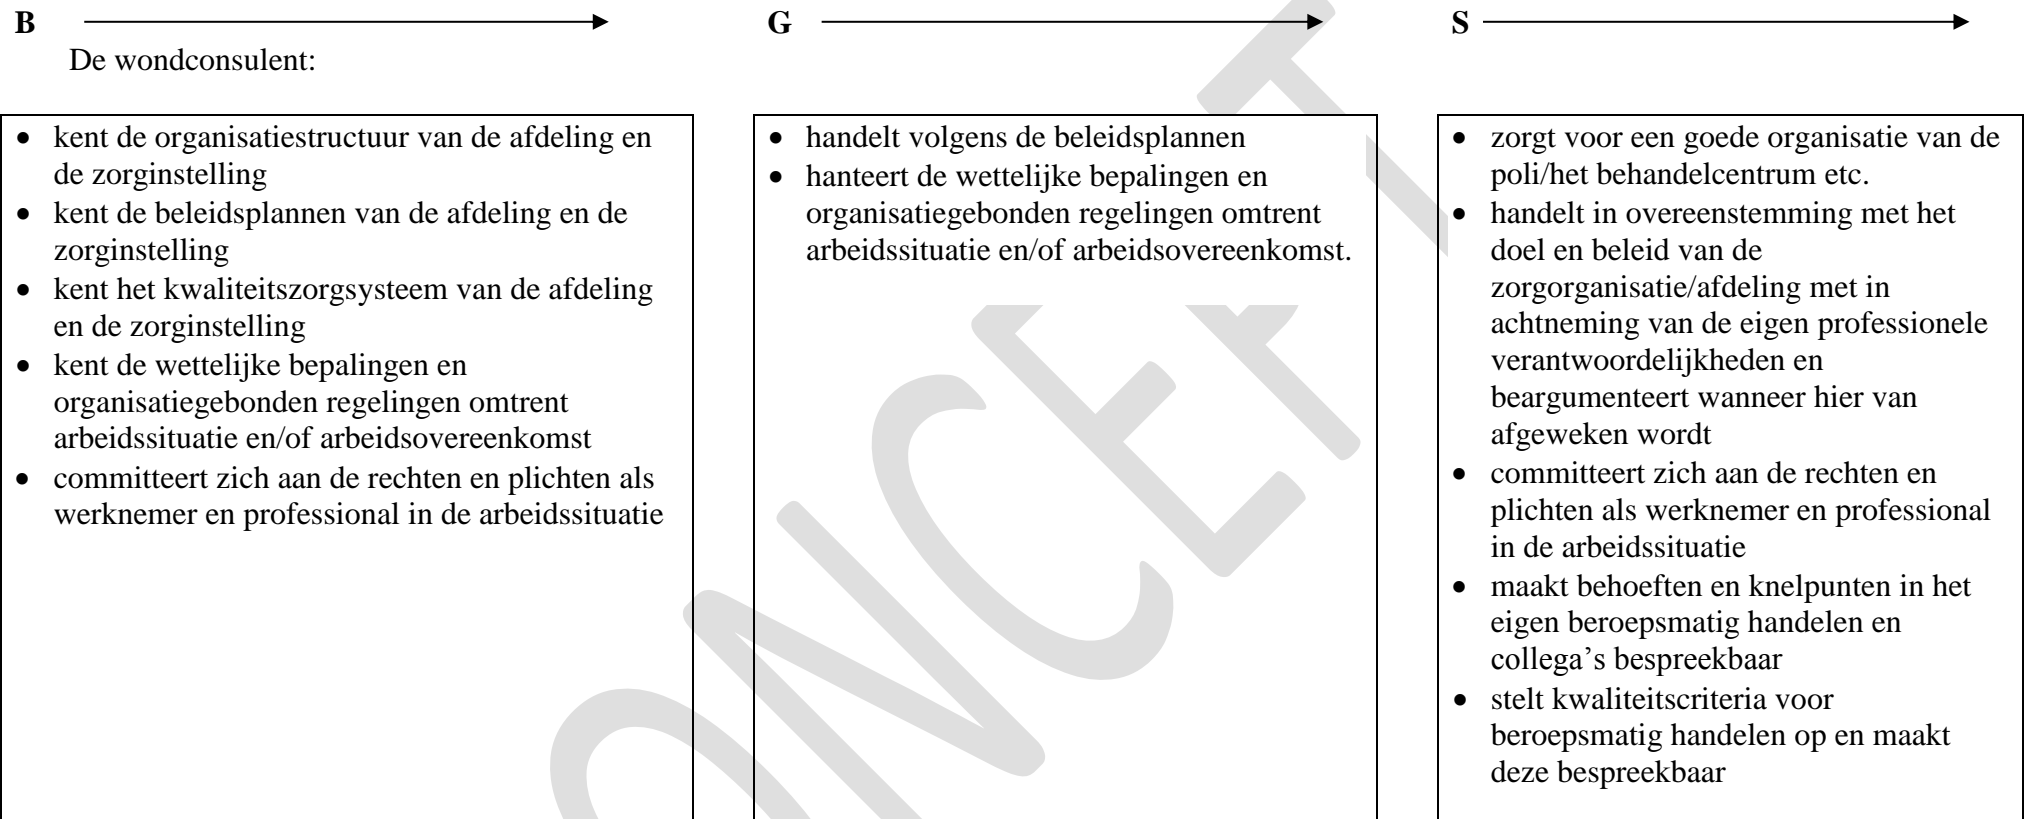 B
G
S
De wondconsulent:
• kent de organisatiestructuur van de afdeling en
de zorginstelling
• kent de beleidsplannen van de afdeling en de
zorginstelling
• kent het kwaliteitszorgsysteem van de afdeling
en de zorginstelling
• kent de wettelijke bepalingen en
organisatiegebonden regelingen omtrent
arbeidssituatie en/of arbeidsovereenkomst
• committeert zich aan de rechten en plichten als
werknemer en professional in de arbeidssituatie
• handelt volgens de beleidsplannen
• hanteert de wettelijke bepalingen en
organisatiegebonden regelingen omtrent
arbeidssituatie en/of arbeidsovereenkomst.
• zorgt voor een goede organisatie van de
poli/het behandelcentrum etc.
• handelt in overeenstemming met het
doel en beleid van de
zorgorganisatie/afdeling met in
achtneming van de eigen professionele
verantwoordelijkheden en
beargumenteert wanneer hier van
afgeweken wordt
• committeert zich aan de rechten en
plichten als werknemer en professional
in de arbeidssituatie
• maakt behoeften en knelpunten in het
eigen beroepsmatig handelen en
collega’s bespreekbaar
• stelt kwaliteitscriteria voor
beroepsmatig handelen op en maakt
deze bespreekbaar
ONCEPT